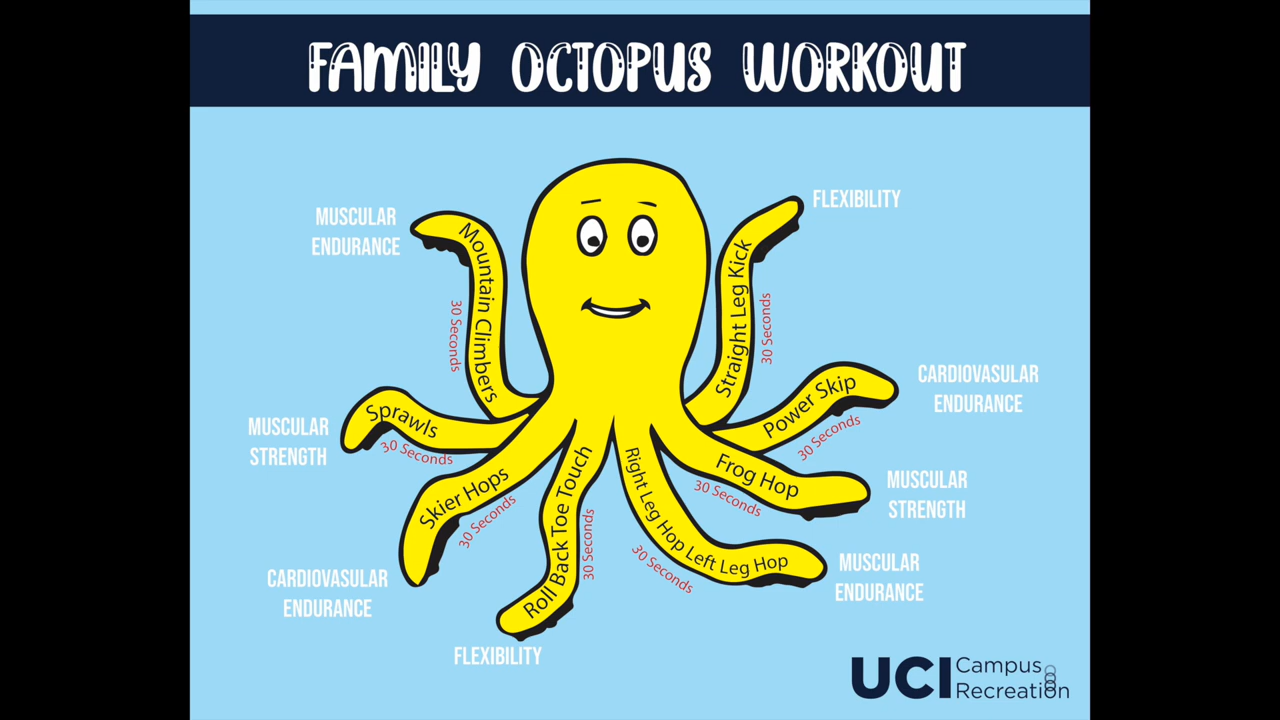 FAMILY OCTOPUS WORKOUT
FLEXIBILITY
MUSCULAR
ENDURANCE
Mountain Climbers
30 Seconds
Straight Leg Kick
30 Seconds
CARDIOVASULAR
ENDURANCE
Power Skip
30 Seconds
MUSCULAR
STRENGTH
Sprawls
30 Seconds
Frog Hop
30 Seconds
MUSCULAR
STRENGTH
Skier Hops
30 Seconds
Roll Back Toe Touch
30 Seconds
Right Leg Hop Left Leg Hop
30 Seconds
MUSCULAR
ENDURANCE
CARDIOVASULAR
ENDURANCE
FLEXIBILITY
UCI Campus
Recreation